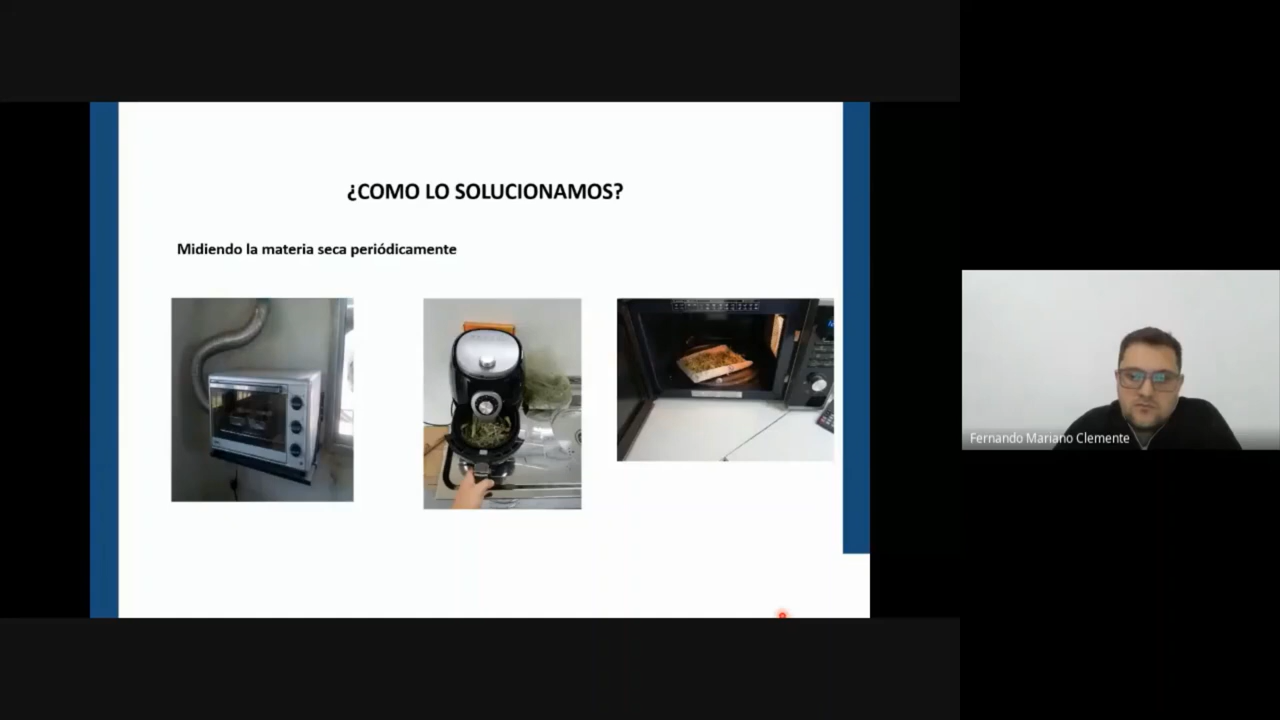 ¿COMO LO SOLUCIONAMOS?
Midiendo la materia seca periódicamente
Fernando Mariano Clemente